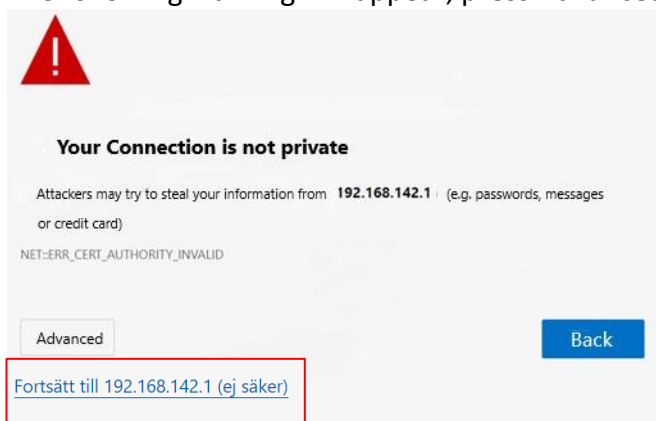 Your Connection is not private
Attackers may try to steal your information from 192.168.142.1 (e.g. passwords, messages
or credit card)
NET::ERR_CERT_AUTHORITY_INVALID
Advanced
Back
Fortsätt till 192.168.142.1 (ej säker)